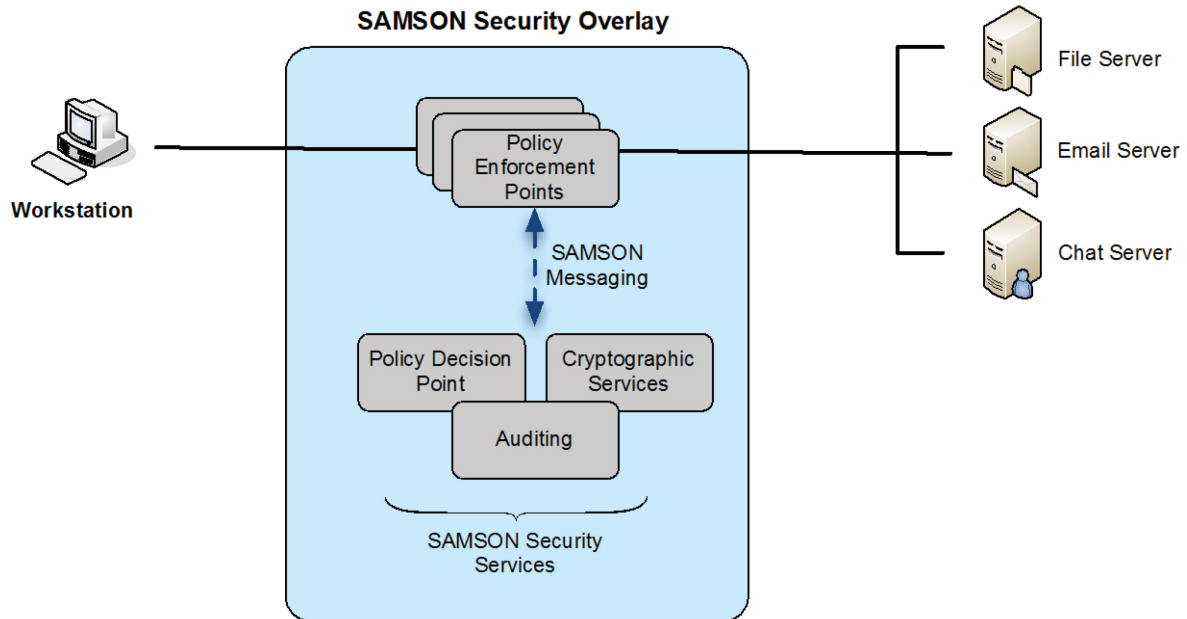 SAMSON Security Overlay
Workstation
Policy
Enforcement
Points
SAMSON
Messaging
Policy Decision
Point
Cryptographic
Services
Auditing
SAMSON Security
Services
File Server
Email Server
Chat Server